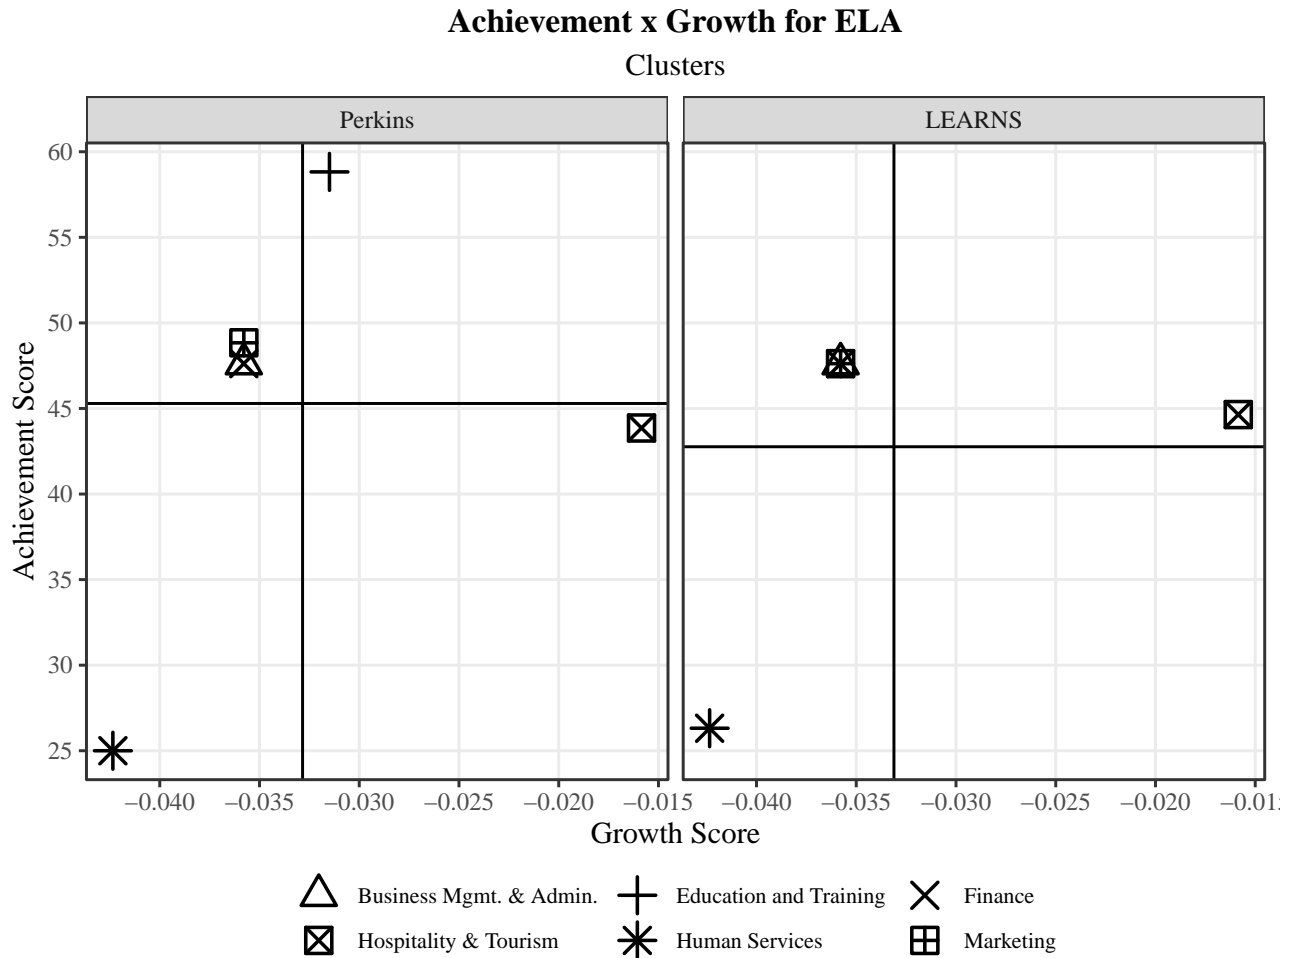 Achievement x Growth for ELA
Clusters
Perkins LEARNS
60
55
50
45
40
35
30
25
Achievement Score
−0.040 −0.035 −0.030 −0.025 −0.020 −0.015 −0.040 −0.035 −0.030 −0.025 −0.020
Growth Score
Business Mgmt. & Admin. Education and Training Finance
Hospitality & Tourism Human Services Marketing